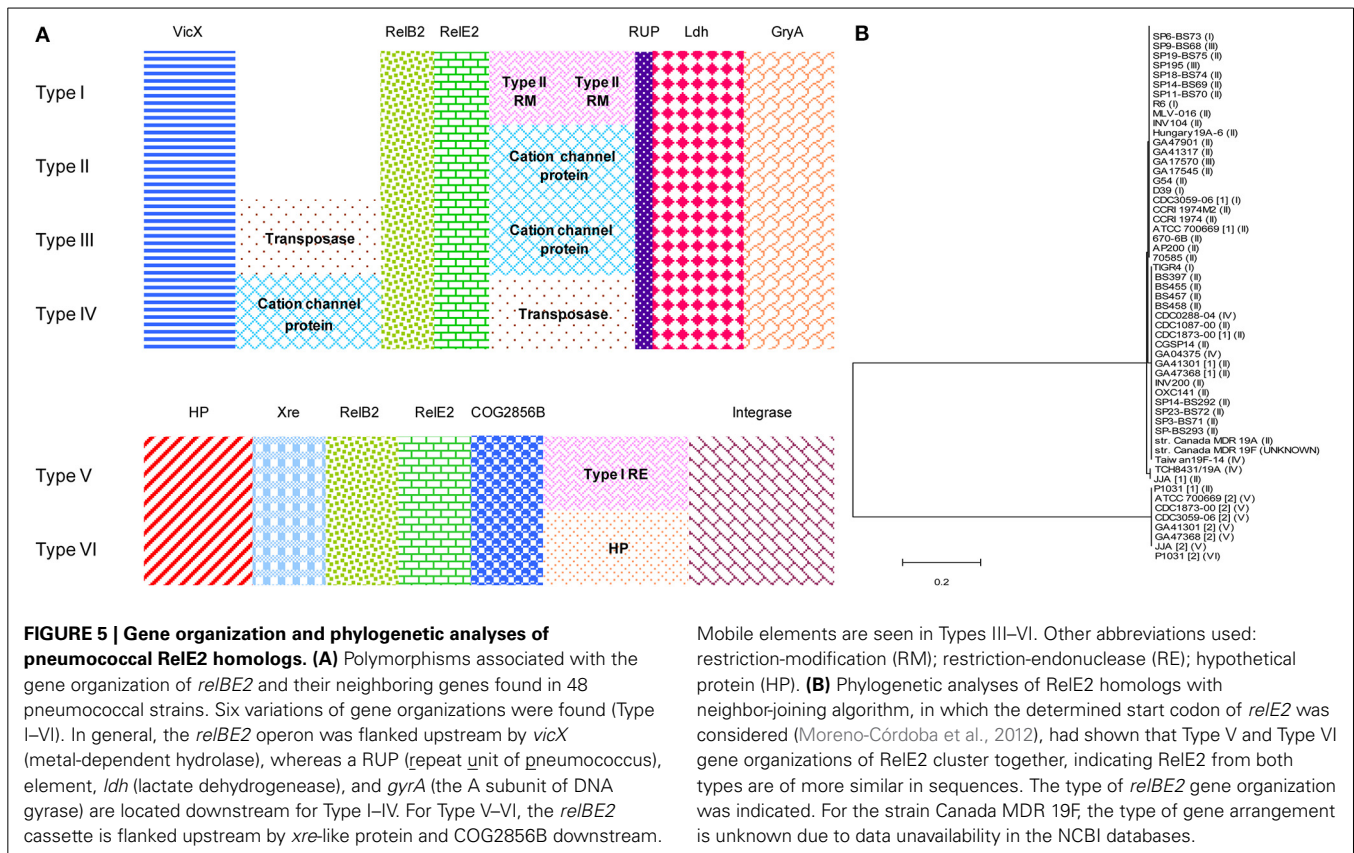 A
VicX RelB2 RelE2 RUP Ldh GryA
Type I
Type II RM
Type II RM
Type II
Cation channel protein
Type III
Transposase
Cation channel protein
Type IV
Cation channel protein
Transposase
HP Xre RelB2 RelE2 COG2856B Integrase
Type V
Type I RE
Type VI
HP
B
SP6-BS73 (I)
SP9-BS68 (III)
SP19-BS75 (II)
SP195 (III)
SP18-BS74 (II)
SP14-BS69 (II)
SP11-BS70 (II)
R6 (I)
MLV-016 (II)
INV104 (II)
Hungary19A-6 (II)
GA47901 (II)
GA41317 (II)
GA17570 (III)
GA17545 (II)
G54 (II)
D39 (I)
CDC3059-06 [1] (I)
CCRI 1974M2 (II)
CCRI 1974 (II)
ATCC 700669 [1] (II)
670-6B (II)
AP200 (II)
70585 (II)
TIGR4 (I)
BS397 (II)
BS455 (II)
BS457 (II)
BS458 (II)
CDC0288-04 (IV)
CDC1087-00 (II)
CDC1873-00 [1] (II)
CGSP14 (II)
GA04375 (IV)
GA41301 [1] (II)
GA47368 [1] (II)
INV200 (II)
OXC141 (II)
SP14-BS292 (II)
SP23-BS72 (II)
SP3-BS71 (II)
SP-BS293 (II)
str. Canada MDR 19A (II)
str. Canada MDR 19F (UNKNOWN)
Taiwan19F-14 (IV)
TCH8431/19A (IV)
JJA [1] (II)
P1031 [1] (II)
ATCC 700669 [2] (V)
CDC1873-00 [2] (V)
CDC3059-06 [2] (V)
GA41301 [2] (V)
GA47368 [2] (V)
JJA [2] (V)
P1031 [2] (VI)
0.2
FIGURE 5 | Gene organization and phylogenetic analyses of
pneumococcal RelE2 homologs. (A) Polymorphisms associated with the
gene organization of relBE2 and their neighboring genes found in 48
pneumococcal strains. Six variations of gene organizations were found (Type
I–VI). In general, the relBE2 operon was flanked upstream by vicX
(metal-dependent hydrolase), whereas a RUP (repeat unit of pneumococcus),
element, ldh (lactate dehydrogenease), and gyrA (the A subunit of DNA
gyrase) are located downstream for Type I–IV. For Type V–VI, the relBE2
cassette is flanked upstream by xre-like protein and COG2856B downstream.
Mobile elements are seen in Types III–VI. Other abbreviations used:
restriction-modification (RM); restriction-endonuclease (RE); hypothetical
protein (HP). (B) Phylogenetic analyses of RelE2 homologs with
neighbor-joining algorithm, in which the determined start codon of relE2 was
considered (Moreno-Córdoba et al., 2012), had shown that Type V and Type VI
gene organizations of RelE2 cluster together, indicating RelE2 from both
types are of more similar in sequences. The type of relBE2 gene organization
was indicated. For the strain Canada MDR 19F, the type of gene arrangement
is unknown due to data unavailability in the NCBI databases.